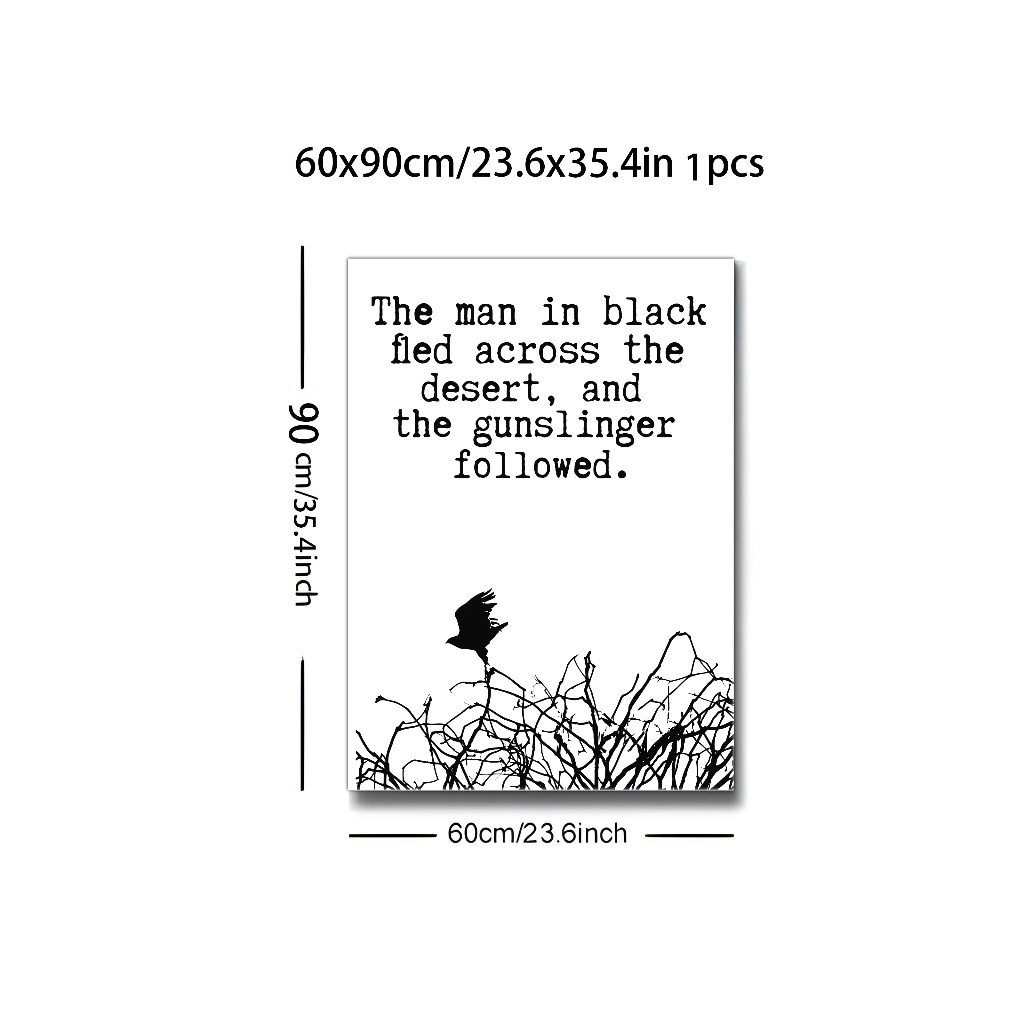 60x90cm/23.6x35.4in 1pcs
The man in black
fled across the
desert, and
the gunslinger
followed.
90 cm/35.4inch
60cm/23.6inch